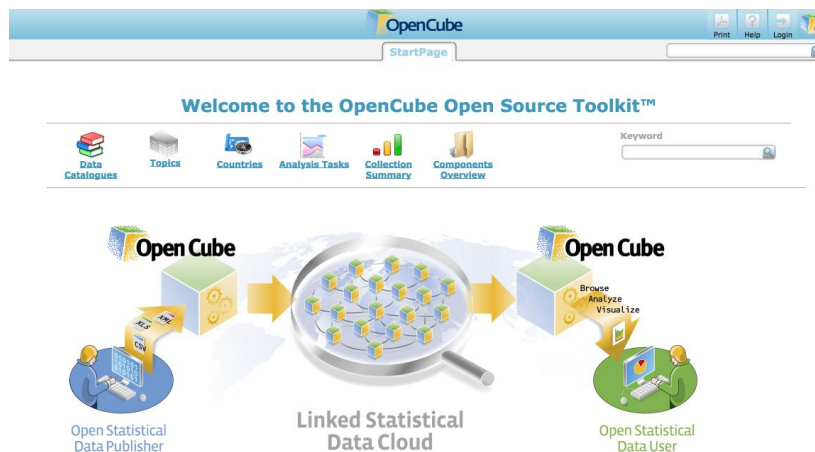 OpenCube
Print Help Login
StartPage
Welcome to the OpenCube Open Source Toolkit™
Keyword
Data
Catalogues
Topics
Countries
Analysis Tasks
Collection
Summary
Components
Overview
Open Cube
Open Cube
Browse
Analyze
Visualize
XLS
XML
CSV
Open Statistical
Data Publisher
Linked Statistical
Data Cloud
Open Statistical
Data User